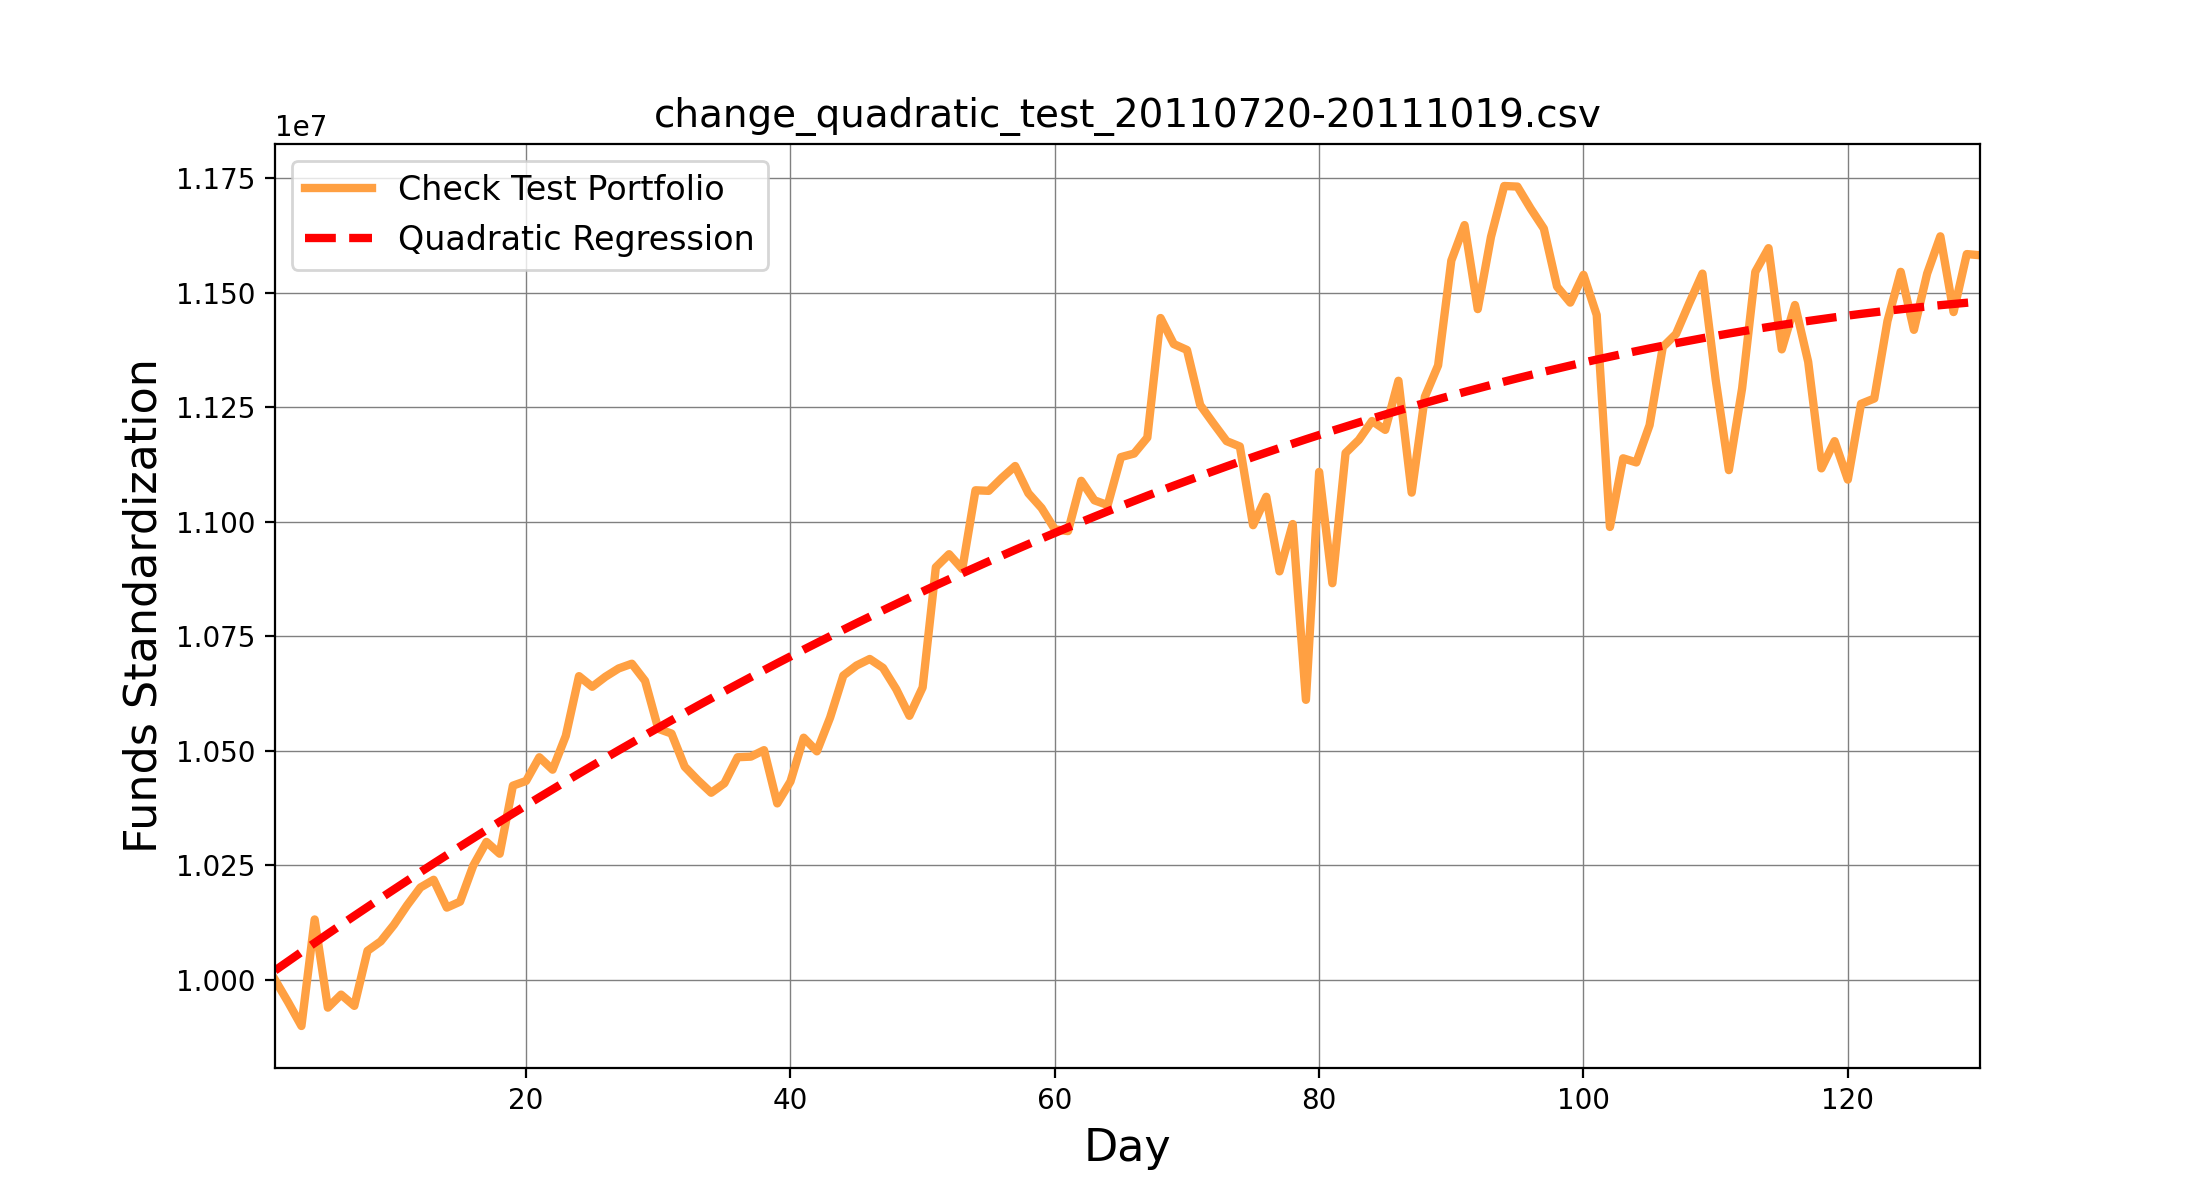 change_quadratic_test_20110720-20111019.csv
1e7
Check Test Portfolio
Quadratic Regression
1.175
1.150
1.125
1.100
1.075
1.050
1.025
1.000
Funds Standardization
20 40 60 80 100 120
Day